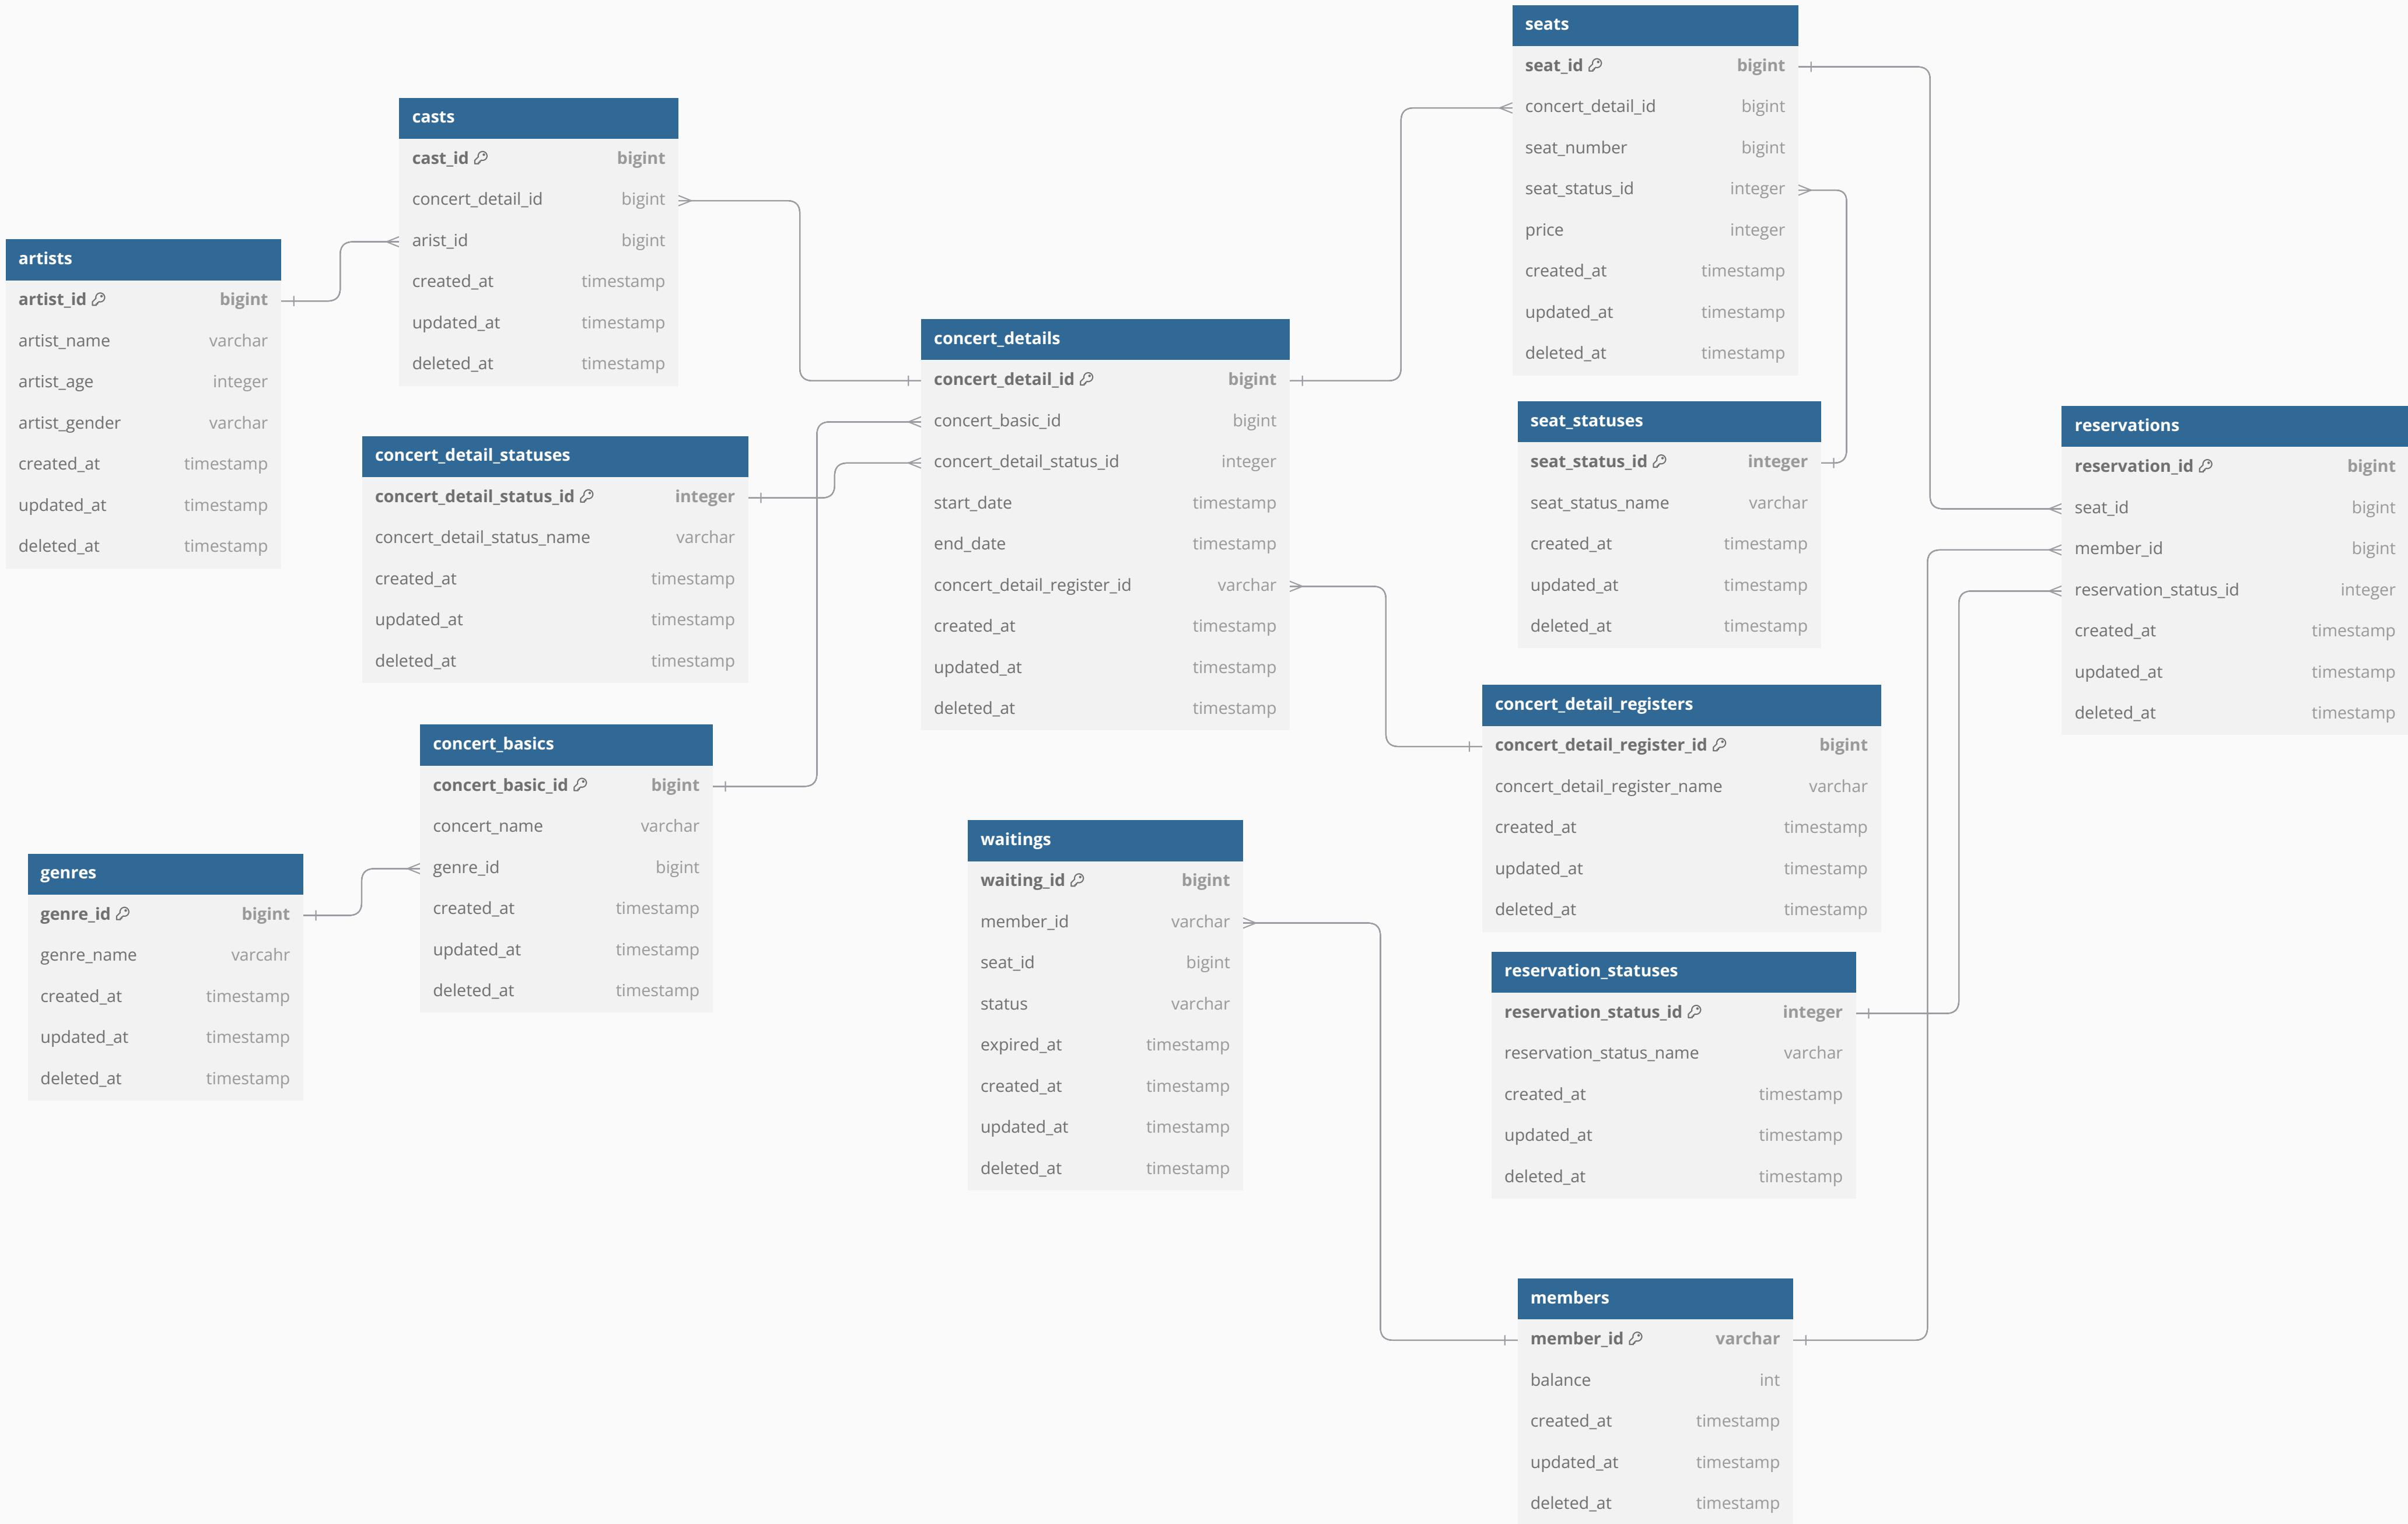 seats
seat_id bigint
concert_detail_id bigint
seat_number bigint
seat_status_id integer
price integer
created_at timestamp
updated_at timestamp
deleted_at timestamp
casts
cast_id bigint
concert_detail_id bigint
arist_id bigint
created_at timestamp
updated_at timestamp
deleted_at timestamp
artists
artist_id bigint
artist_name varchar
artist_age integer
artist_gender varchar
created_at timestamp
updated_at timestamp
deleted_at timestamp
concert_details
concert_detail_id bigint
concert_basic_id bigint
concert_detail_status_id integer
start_date timestamp
end_date timestamp
concert_detail_register_id varchar
created_at timestamp
updated_at timestamp
deleted_at timestamp
seat_statuses
seat_status_id integer
seat_status_name varchar
created_at timestamp
updated_at timestamp
deleted_at timestamp
reservations
reservation_id bigint
seat_id bigint
member_id bigint
reservation_status_id integer
created_at timestamp
updated_at timestamp
deleted_at timestamp
concert_detail_statuses
concert_detail_status_id integer
concert_detail_status_name varchar
created_at timestamp
updated_at timestamp
deleted_at timestamp
concert_detail_registers
concert_detail_register_id bigint
concert_detail_register_name varchar
created_at timestamp
updated_at timestamp
deleted_at timestamp
concert_basics
concert_basic_id bigint
concert_name varchar
genre_id bigint
created_at timestamp
updated_at timestamp
deleted_at timestamp
waitings
waiting_id bigint
member_id varchar
seat_id bigint
status varchar
expired_at timestamp
created_at timestamp
updated_at timestamp
deleted_at timestamp
genres
genre_id bigint
genre_name varcahr
created_at timestamp
updated_at timestamp
deleted_at timestamp
reservation_statuses
reservation_status_id integer
reservation_status_name varchar
created_at timestamp
updated_at timestamp
deleted_at timestamp
members
member_id varchar
balance int
created_at timestamp
updated_at timestamp
deleted_at timestamp